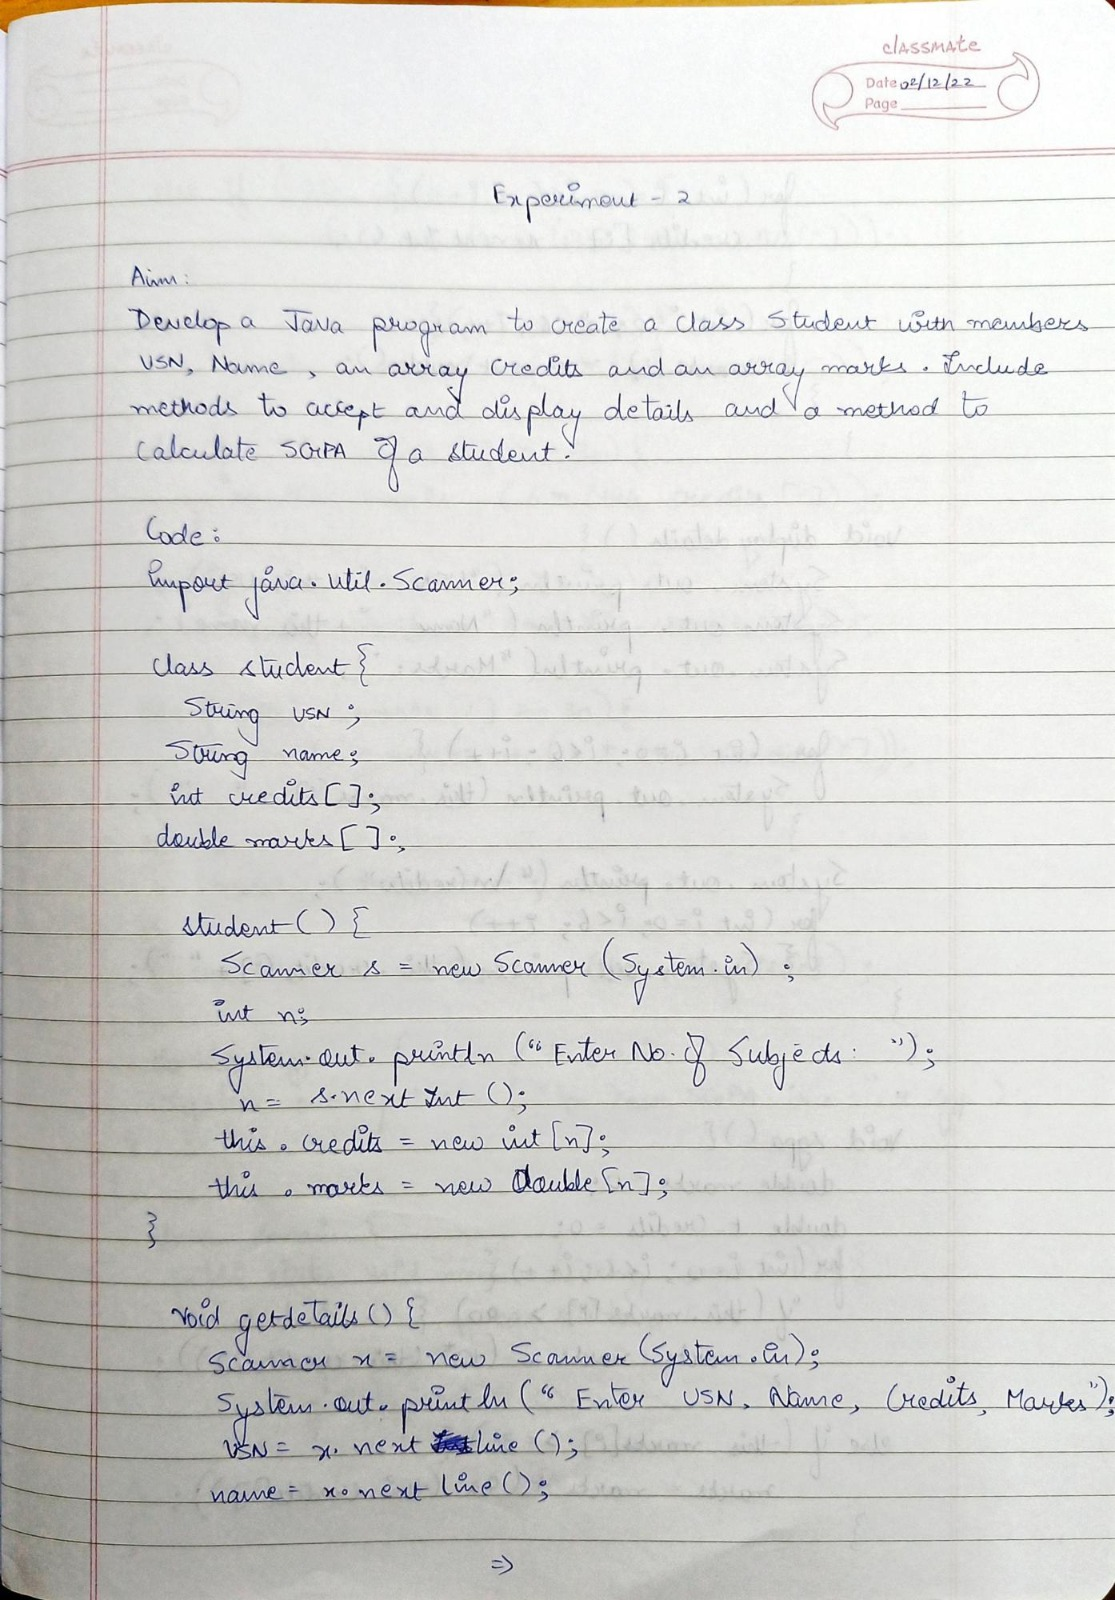 classmate
Date 02/12/22
Page
Experiment - 2
Aim:
Develop a Java program to create a class Student with members
USN, Name, an array credits and an array marks. Include
methods to accept and display details and a method to
calculate SGPA of a student.
Code:
import java.util.Scanner;
class student {
String USN;
String name;
int credits[];
double marks[];
student() {
Scanner s = new Scanner(System.in);
int n;
System.out.println("Enter No. of Subjects: ");
n = s.nextInt();
this.credits = new int[n];
this.marks = new Double[n];
}
void getdetails() {
Scanner x = new Scanner(System.in);
System.out.println("Enter USN, Name, Credits, Marks");
USN = x.next line();
name = x.next line();
⇒